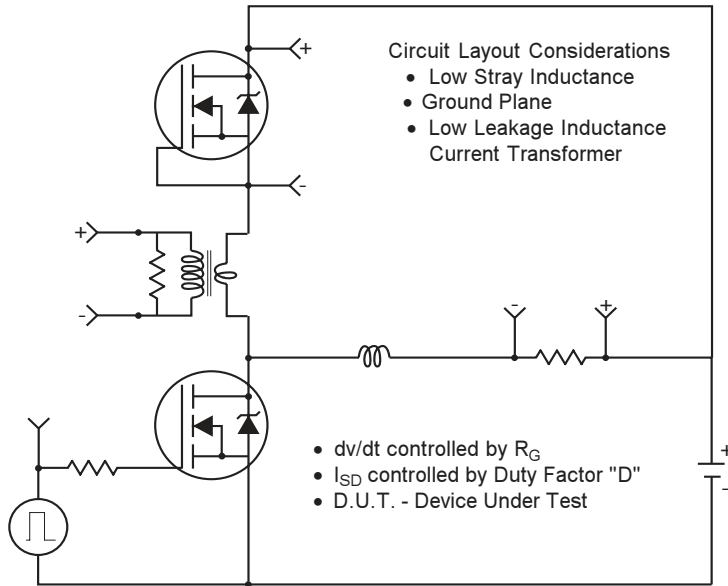 +
Circuit Layout Considerations
• Low Stray Inductance
• Ground Plane
• Low Leakage Inductance
Current Transformer
-
+
-
-
+
• dv/dt controlled by RG
• ISD controlled by Duty Factor "D"
• D.U.T. - Device Under Test
+
-